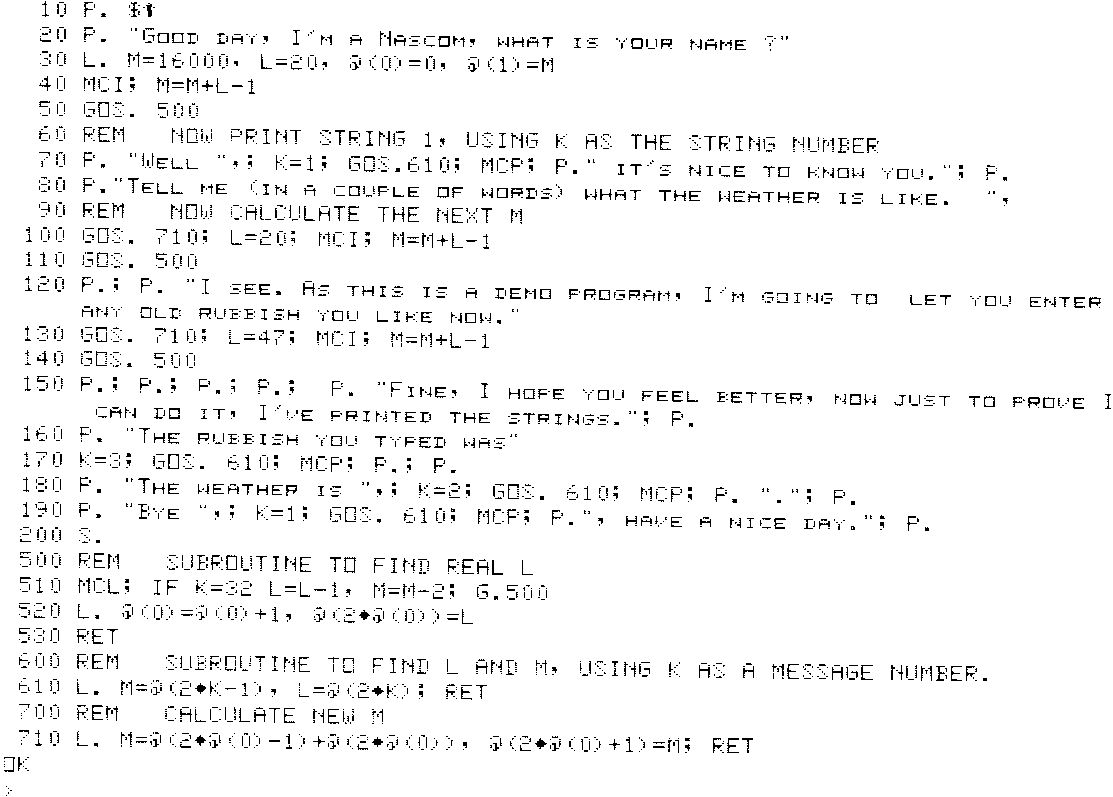 10 P. $↑
20 P. "Good day, I'm a Nascom, what is your name ?"
30 L. M=16000, L=20, @(0)=0, @(1)=M
40 MCI; M=M+L-1
50 GOS. 500
60 REM   NOW PRINT STRING 1, USING K AS THE STRING NUMBER
70 P. "Well ",; K=1; GOS.610; MCP; P." it's nice to know you."; P.
80 P."Tell me (in a couple of words) what the weather is like.  ",
90 REM   NOW CALCULATE THE NEXT M
100 GOS. 710; L=20; MCI; M=M+L-1
110 GOS. 500
120 P.; P. "I see. As this is a demo program, I'm going to  let you enter
any old rubbish you like now."
130 GOS. 710; L=47; MCI; M=M+L-1
140 GOS. 500
150 P.; P.; P.; P.;  P. "Fine, I hope you feel better, now just to prove I
can do it, I've printed the strings."; P.
160 P. "The rubbish you typed was"
170 K=3; GOS. 610; MCP; P.; P.
180 P. "The weather is ",; K=2; GOS. 610; MCP; P. "."; P.
190 P. "Bye ",; K=1; GOS. 610; MCP; P.", have a nice day."; P.
200 S.
500 REM   SUBROUTINE TO FIND REAL L
510 MCL; IF K=32 L=L-1, M=M-2; G.500
520 L. @(0)=@(0)+1, @(2*@(0))=L
530 RET
600 REM   SUBROUTINE TO FIND L AND M, USING K AS A MESSAGE NUMBER.
610 L. M=@(2*K-1), L=@(2*K); RET
700 REM   CALCULATE NEW M
710 L. M=@(2*@(0)-1)+@(2*@(0)), @(2*@(0)+1)=M; RET
OK
>